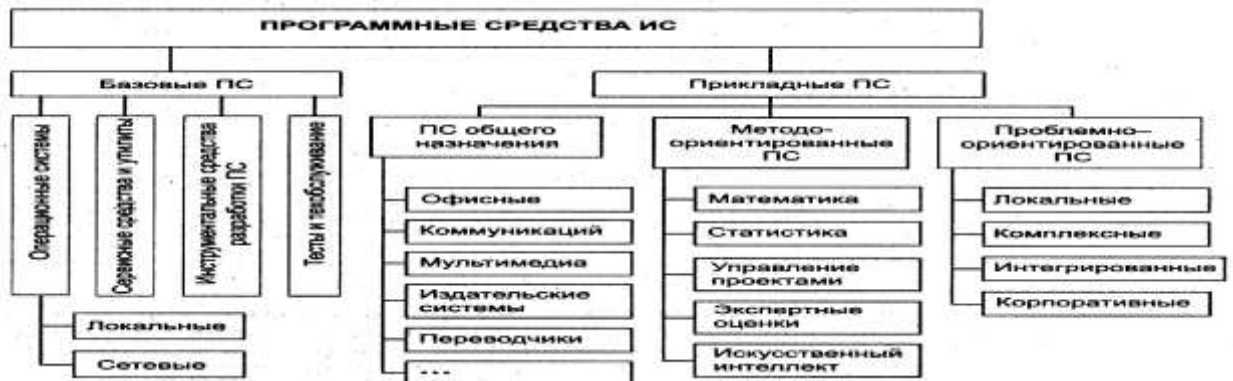 ПРОГРАММНЫЕ СРЕДСТВА ИС
Базовые ПС
Прикладные ПС
Операционные системы
Сервисные средства и утилиты
Инструментальные средства
разработки ПС
Тесты и техобслуживание
Локальные
Сетевые
ПС общего
назначения
Офисные
Коммуникаций
Мультимедиа
Издательские
системы
Переводчики
...
Методо-
ориентированные
ПС
Математика
Статистика
Управление
проектами
Экспертные
оценки
Искусственный
интеллект
Проблемно–
ориентированные
ПС
Локальные
Комплексные
Интегрированные
Корпоративные